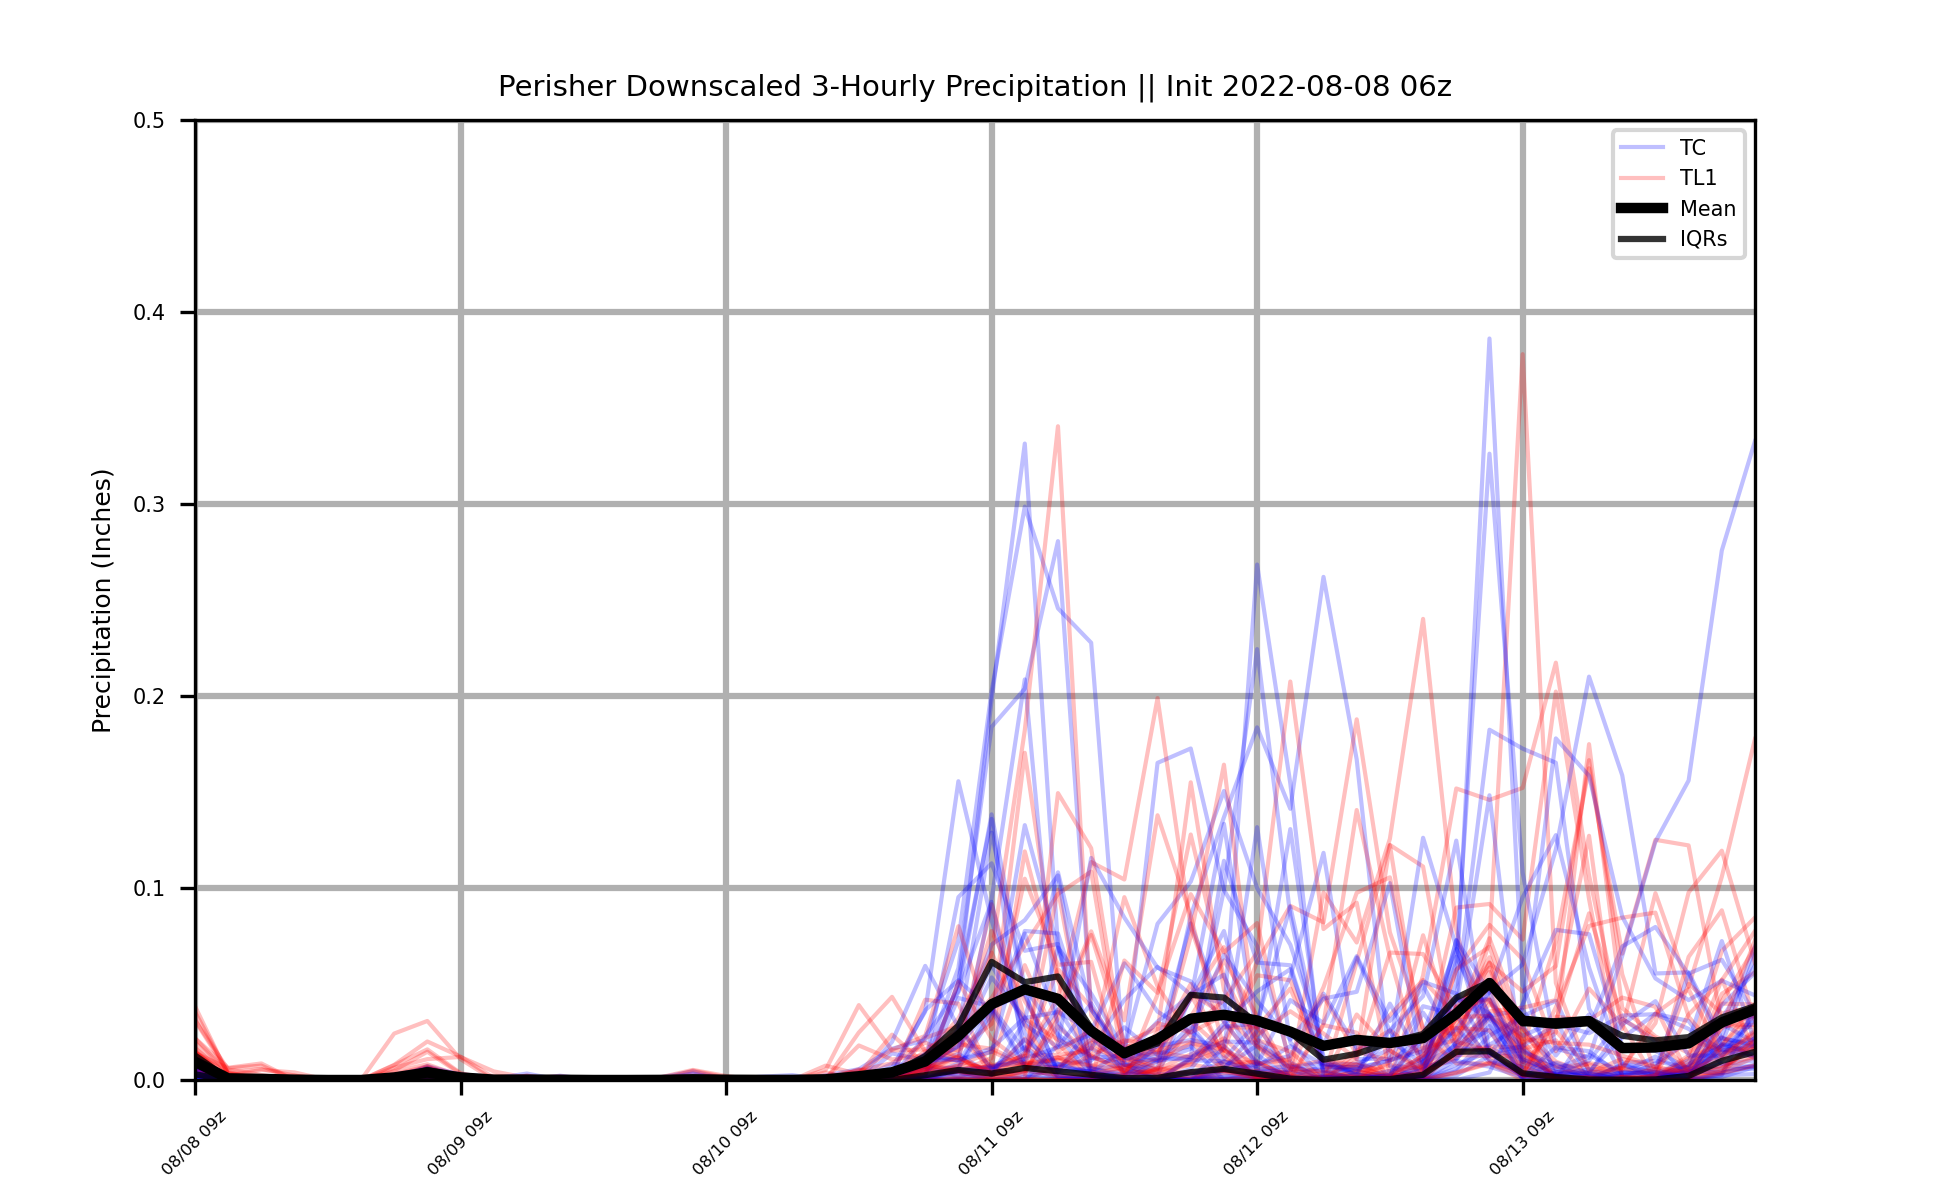 Perisher Downscaled 3-Hourly Precipitation || Init 2022-08-08 06z
Precipitation (Inches)
0.5
0.4
0.3
0.2
0.1
0.0
TC
TL1
Mean
IQRs
08/08 09z
08/09 09z
08/10 09z
08/11 09z
08/12 09z
08/13 09z